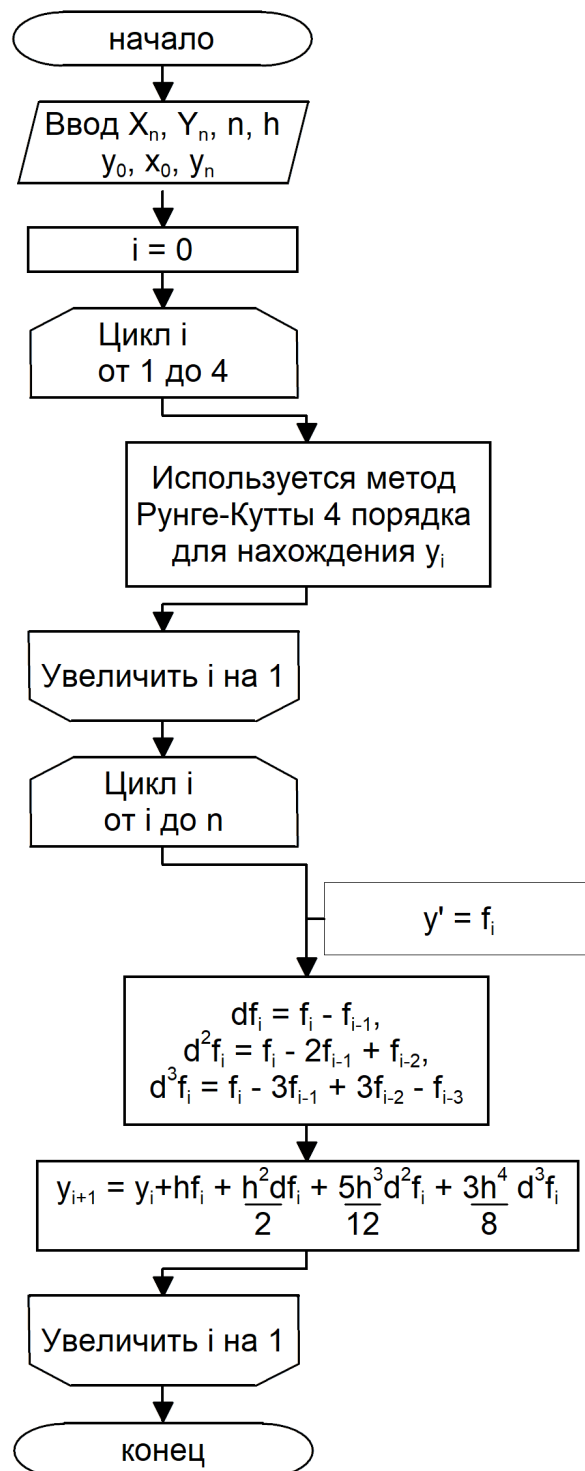 начало
Ввод Xₙ, Yₙ, n, h
y₀, x₀, yₙ
i = 0
Цикл i
от 1 до 4
Используется метод
Рунге-Кутты 4 порядка
для нахождения yᵢ
Увеличить i на 1
Цикл i
от i до n
y' = fᵢ
dfᵢ = fᵢ - fᵢ₋₁,
d²fᵢ = fᵢ - 2fᵢ₋₁ + fᵢ₋₂,
d³fᵢ = fᵢ - 3fᵢ₋₁ + 3fᵢ₋₂ - fᵢ₋₃
yᵢ₊₁ = yᵢ+hfᵢ + h²dfᵢ + 5h³d²fᵢ + 3h⁴ d³fᵢ
2 12 8
Увеличить i на 1
конец